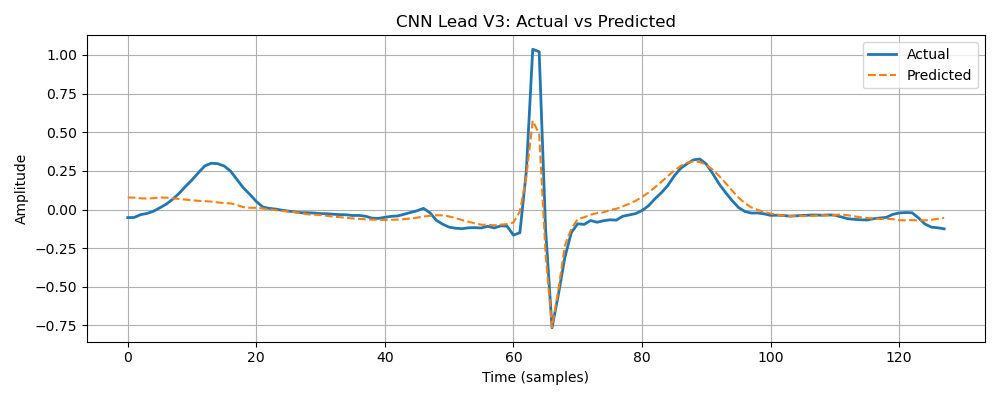 CNN Lead V3: Actual vs Predicted
Actual
Predicted
Amplitude
1.00
0.75
0.50
0.25
0.00
−0.25
−0.50
−0.75
0 20 40 60 80 100 120
Time (samples)